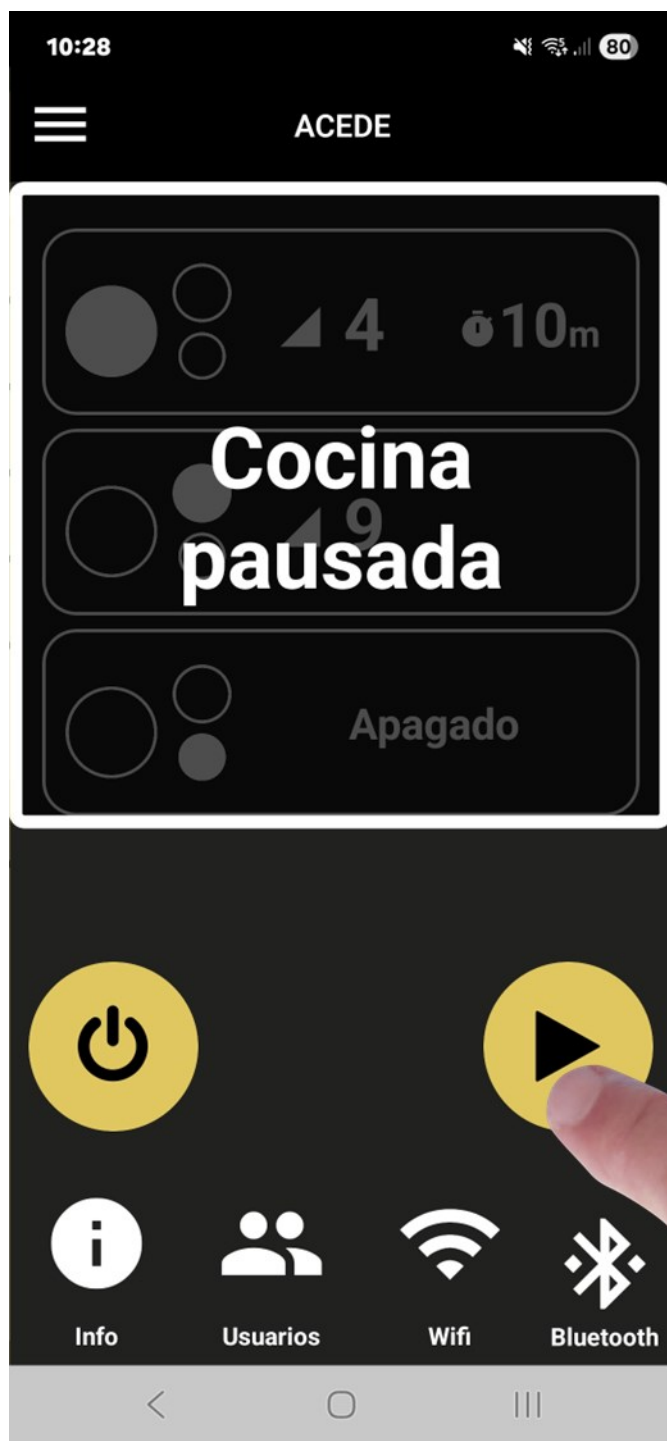 10:28
80
ACEDE
4
10m
Cocina
9
pausada
Apagado
Info
Usuarios
Wifi
Bluetooth